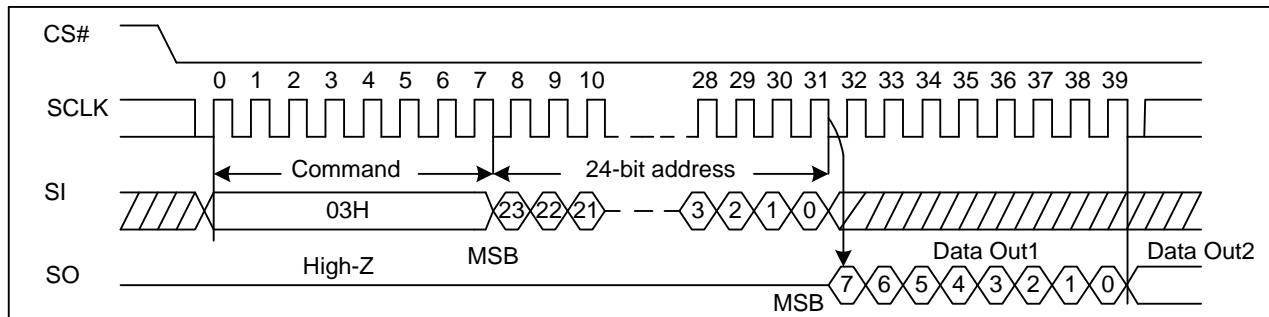 CS#
0 1 2 3 4 5 6 7 8 9 10 28 29 30 31 32 33 34 35 36 37 38 39
SCLK
Command 24-bit address
SI
03H 23 22 21 3 2 1 0
MSB
High-Z Data Out1 Data Out2
SO
MSB 7 6 5 4 3 2 1 0